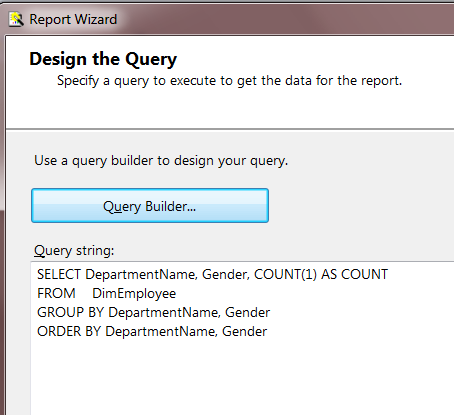 Report Wizard
Design the Query
Specify a query to execute to get the data for the report.
Use a query builder to design your query.
Query Builder...
Query string:
SELECT DepartmentName, Gender, COUNT(1) AS COUNT
FROM    DimEmployee
GROUP BY DepartmentName, Gender
ORDER BY DepartmentName, Gender